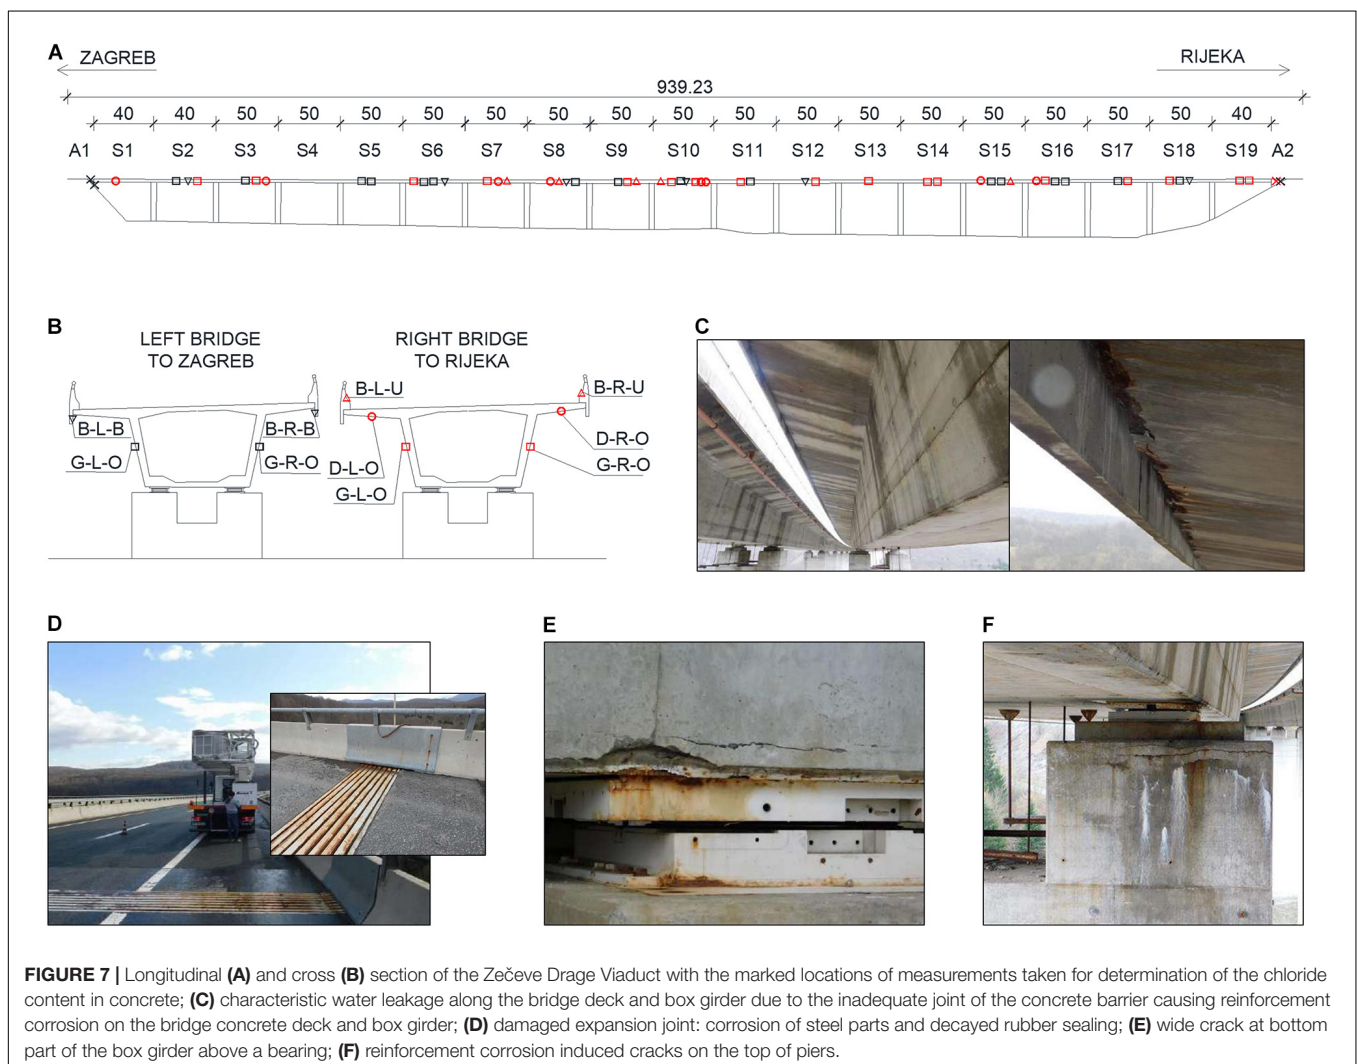 A
ZAGREB
RIJEKA
939.23
40 40 50 50 50 50 50 50 50 50 50 50 50 50 50 50 50 50 40
A1 S1 S2 S3 S4 S5 S6 S7 S8 S9 S10 S11 S12 S13 S14 S15 S16 S17 S18 S19 A2
B
LEFT BRIDGE
TO ZAGREB
RIGHT BRIDGE
TO RIJEKA
B-L-U
B-R-U
B-L-B
B-R-B
D-R-O
G-L-O
G-R-O
D-L-O
G-R-O
G-L-O
C
D
E
F
FIGURE 7 | Longitudinal (A) and cross (B) section of the Zečeve Drage Viaduct with the marked locations of measurements taken for determination of the chloride
content in concrete; (C) characteristic water leakage along the bridge deck and box girder due to the inadequate joint of the concrete barrier causing reinforcement
corrosion on the bridge concrete deck and box girder; (D) damaged expansion joint: corrosion of steel parts and decayed rubber sealing; (E) wide crack at bottom
part of the box girder above a bearing; (F) reinforcement corrosion induced cracks on the top of piers.